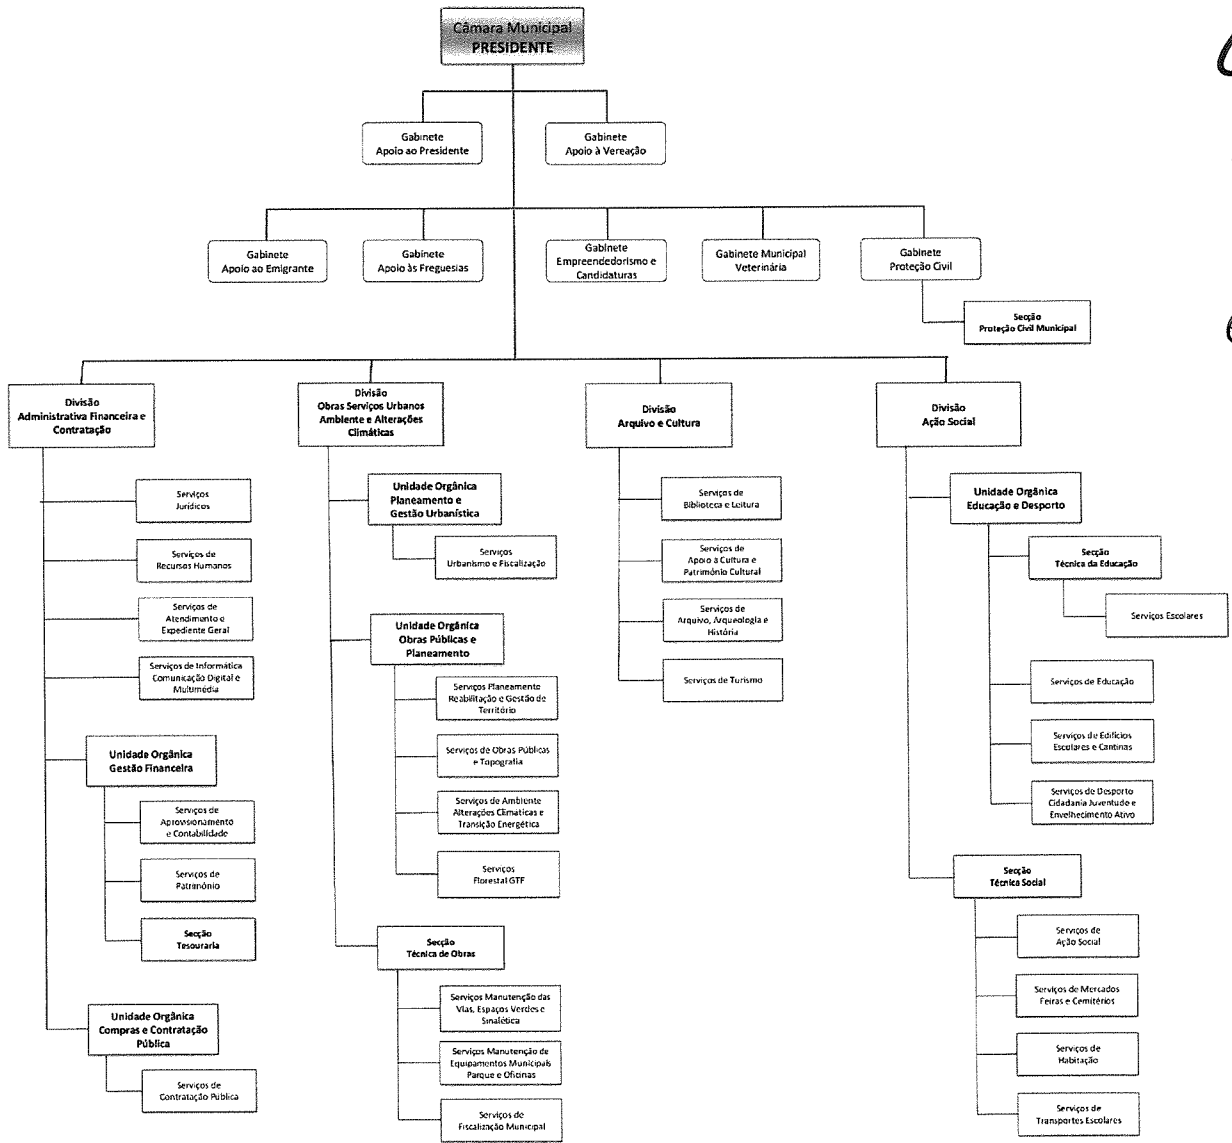 Câmara Municipal
PRESIDENTE
Gabinete
Apoio ao Presidente
Gabinete
Apoio à Vereação
Gabinete
Apoio ao Emigrante
Gabinete
Apoio às Freguesias
Gabinete
Empreendedorismo e
Candidaturas
Gabinete Municipal
Veterinária
Gabinete
Proteção Civil
Secção
Proteção Civil Municipal
Divisão
Administrativa Financeira e
Contratação
Serviços
Jurídicos
Serviços de
Recursos Humanos
Serviços de
Atendimento e
Expediente Geral
Serviços de Informática
Comunicação Digital e
Multimédia
Unidade Orgânica
Gestão Financeira
Serviços de
Aprovisionamento
e Contabilidade
Serviços de
Património
Secção
Tesouraria
Unidade Orgânica
Compras e Contratação
Pública
Serviços de
Contratação Pública
Divisão
Obras Serviços Urbanos
Ambiente e Alterações
Climáticas
Unidade Orgânica
Planeamento e
Gestão Urbanística
Serviços
Urbanismo e Fiscalização
Unidade Orgânica
Obras Públicas e
Planeamento
Serviços Planeamento
Reabilitação e Gestão de
Território
Serviços de Obras Públicas
e Topografia
Serviços de Ambiente
Alterações Climáticas e
Transição Energética
Serviços
Florestal GTF
Secção
Técnica de Obras
Serviços Manutenção das
Vias, Espaços Verdes e
Sinalética
Serviços Manutenção de
Equipamentos Municipais
Parque e Oficinas
Serviços de
Fiscalização Municipal
Divisão
Arquivo e Cultura
Serviços de
Biblioteca e Leitura
Serviços de
Apoio à Cultura e
Património Cultural
Serviços de
Arquivo, Arqueologia e
História
Serviços de Turismo
Divisão
Ação Social
Unidade Orgânica
Educação e Desporto
Secção
Técnica da Educação
Serviços Escolares
Serviços de Educação
Serviços de Edifícios
Escolares e Cantinas
Serviços de Desporto
Cidadania Juventude e
Envelhecimento Ativo
Secção
Técnica Social
Serviços de
Ação Social
Serviços de Mercados
Feiras e Cemitérios
Serviços de
Habitação
Serviços de
Transportes Escolares